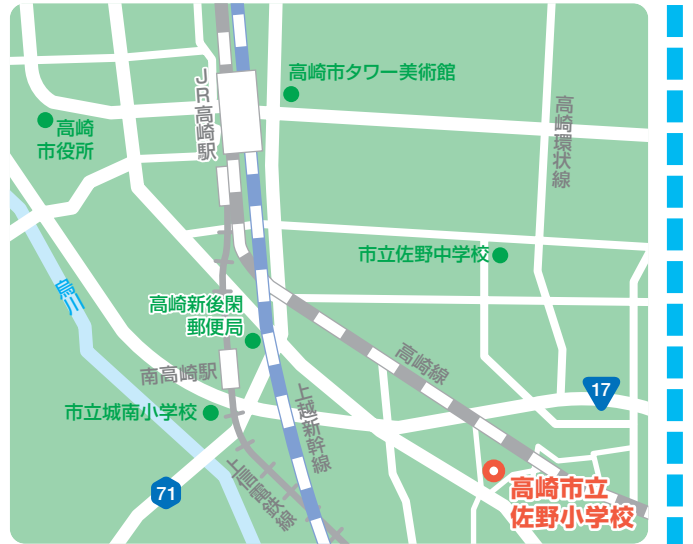 高崎市タワー美術館
JR高崎駅
高崎
市役所
高崎環状線
市立佐野中学校
烏川
高崎新後閑
郵便局
高崎線
南高崎駅
17
上越新幹線
市立城南小学校
上信電鉄線
71
高崎市立
佐野小学校